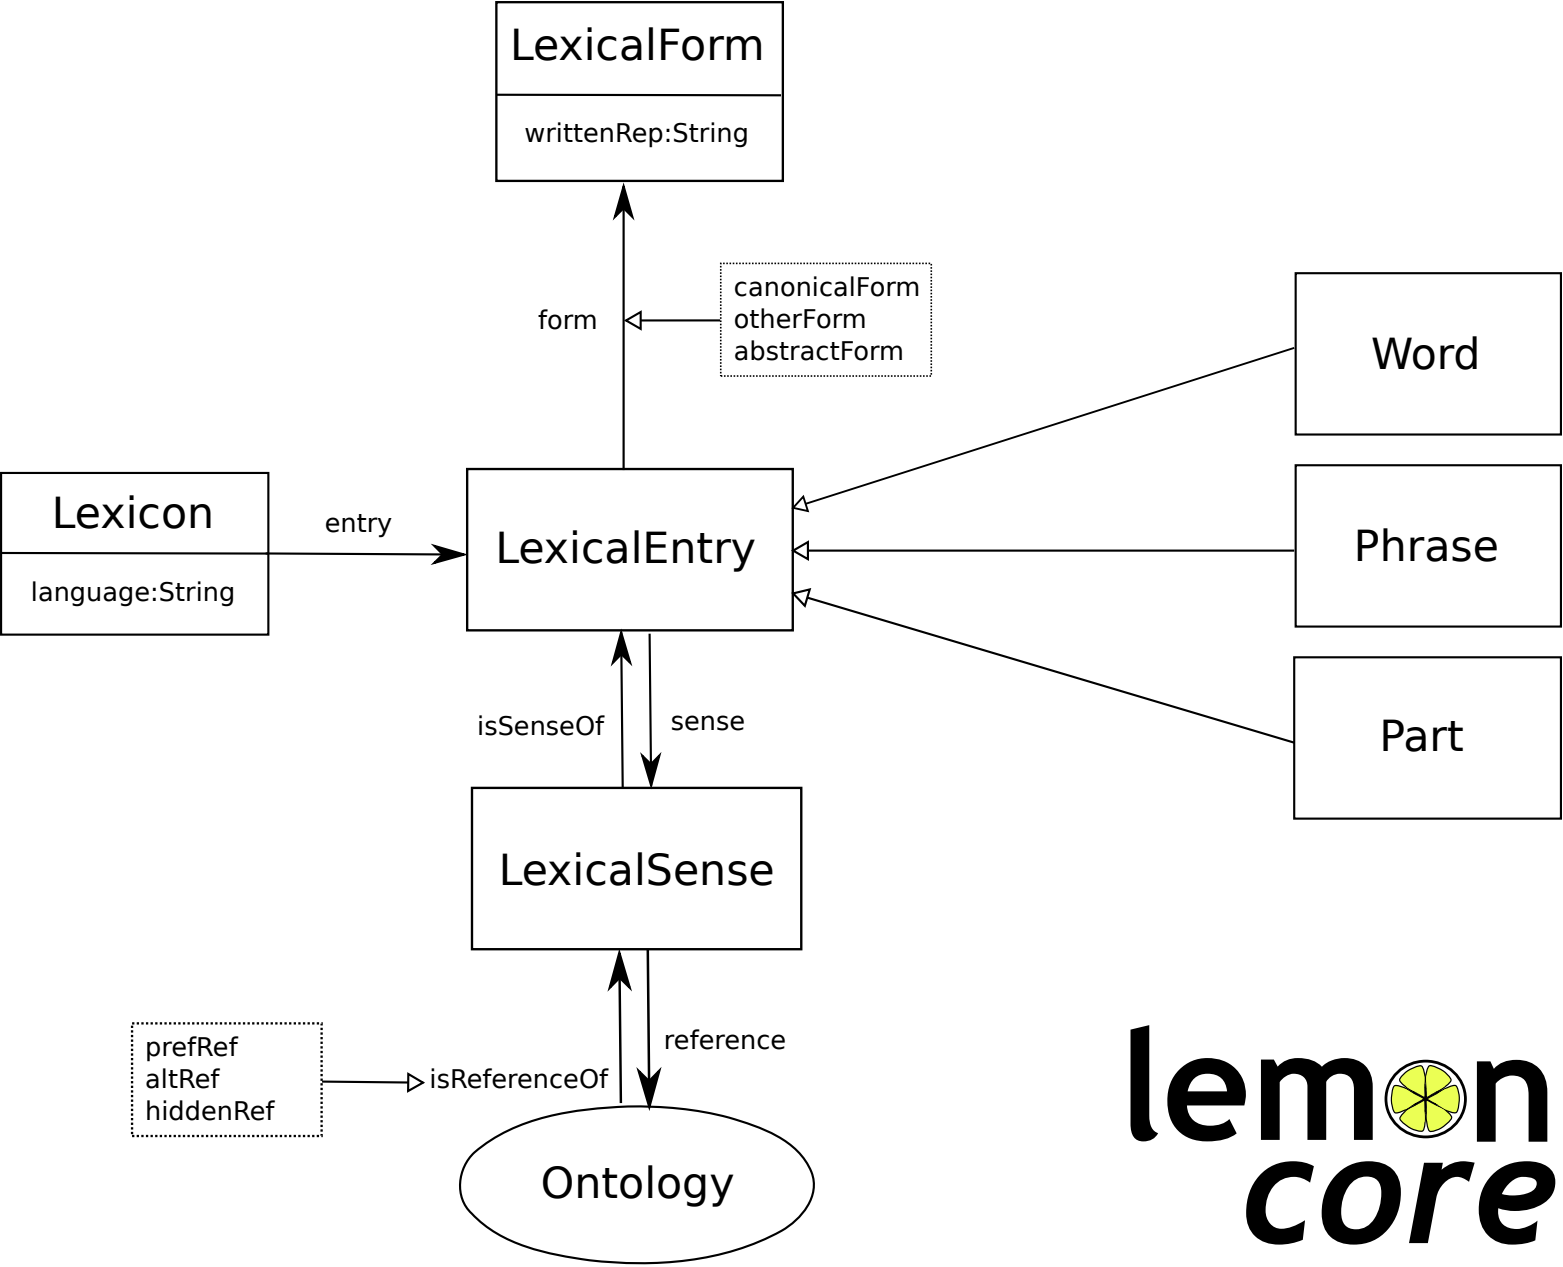 LexicalForm
writtenRep:String
form
canonicalForm
otherForm
abstractForm
Word
Lexicon
language:String
entry
LexicalEntry
Phrase
Part
isSenseOf
sense
LexicalSense
prefRef
altRef
hiddenRef
isReferenceOf
reference
Ontology
lemon
core